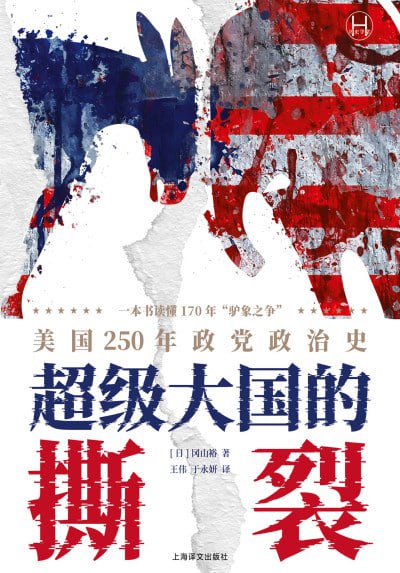 H
一本书读懂170年“驴象之争”
美国250年政党政治史
超级大国的
撕裂
[日]冈山裕 著
王伟 于永妍 译
上海译文出版社